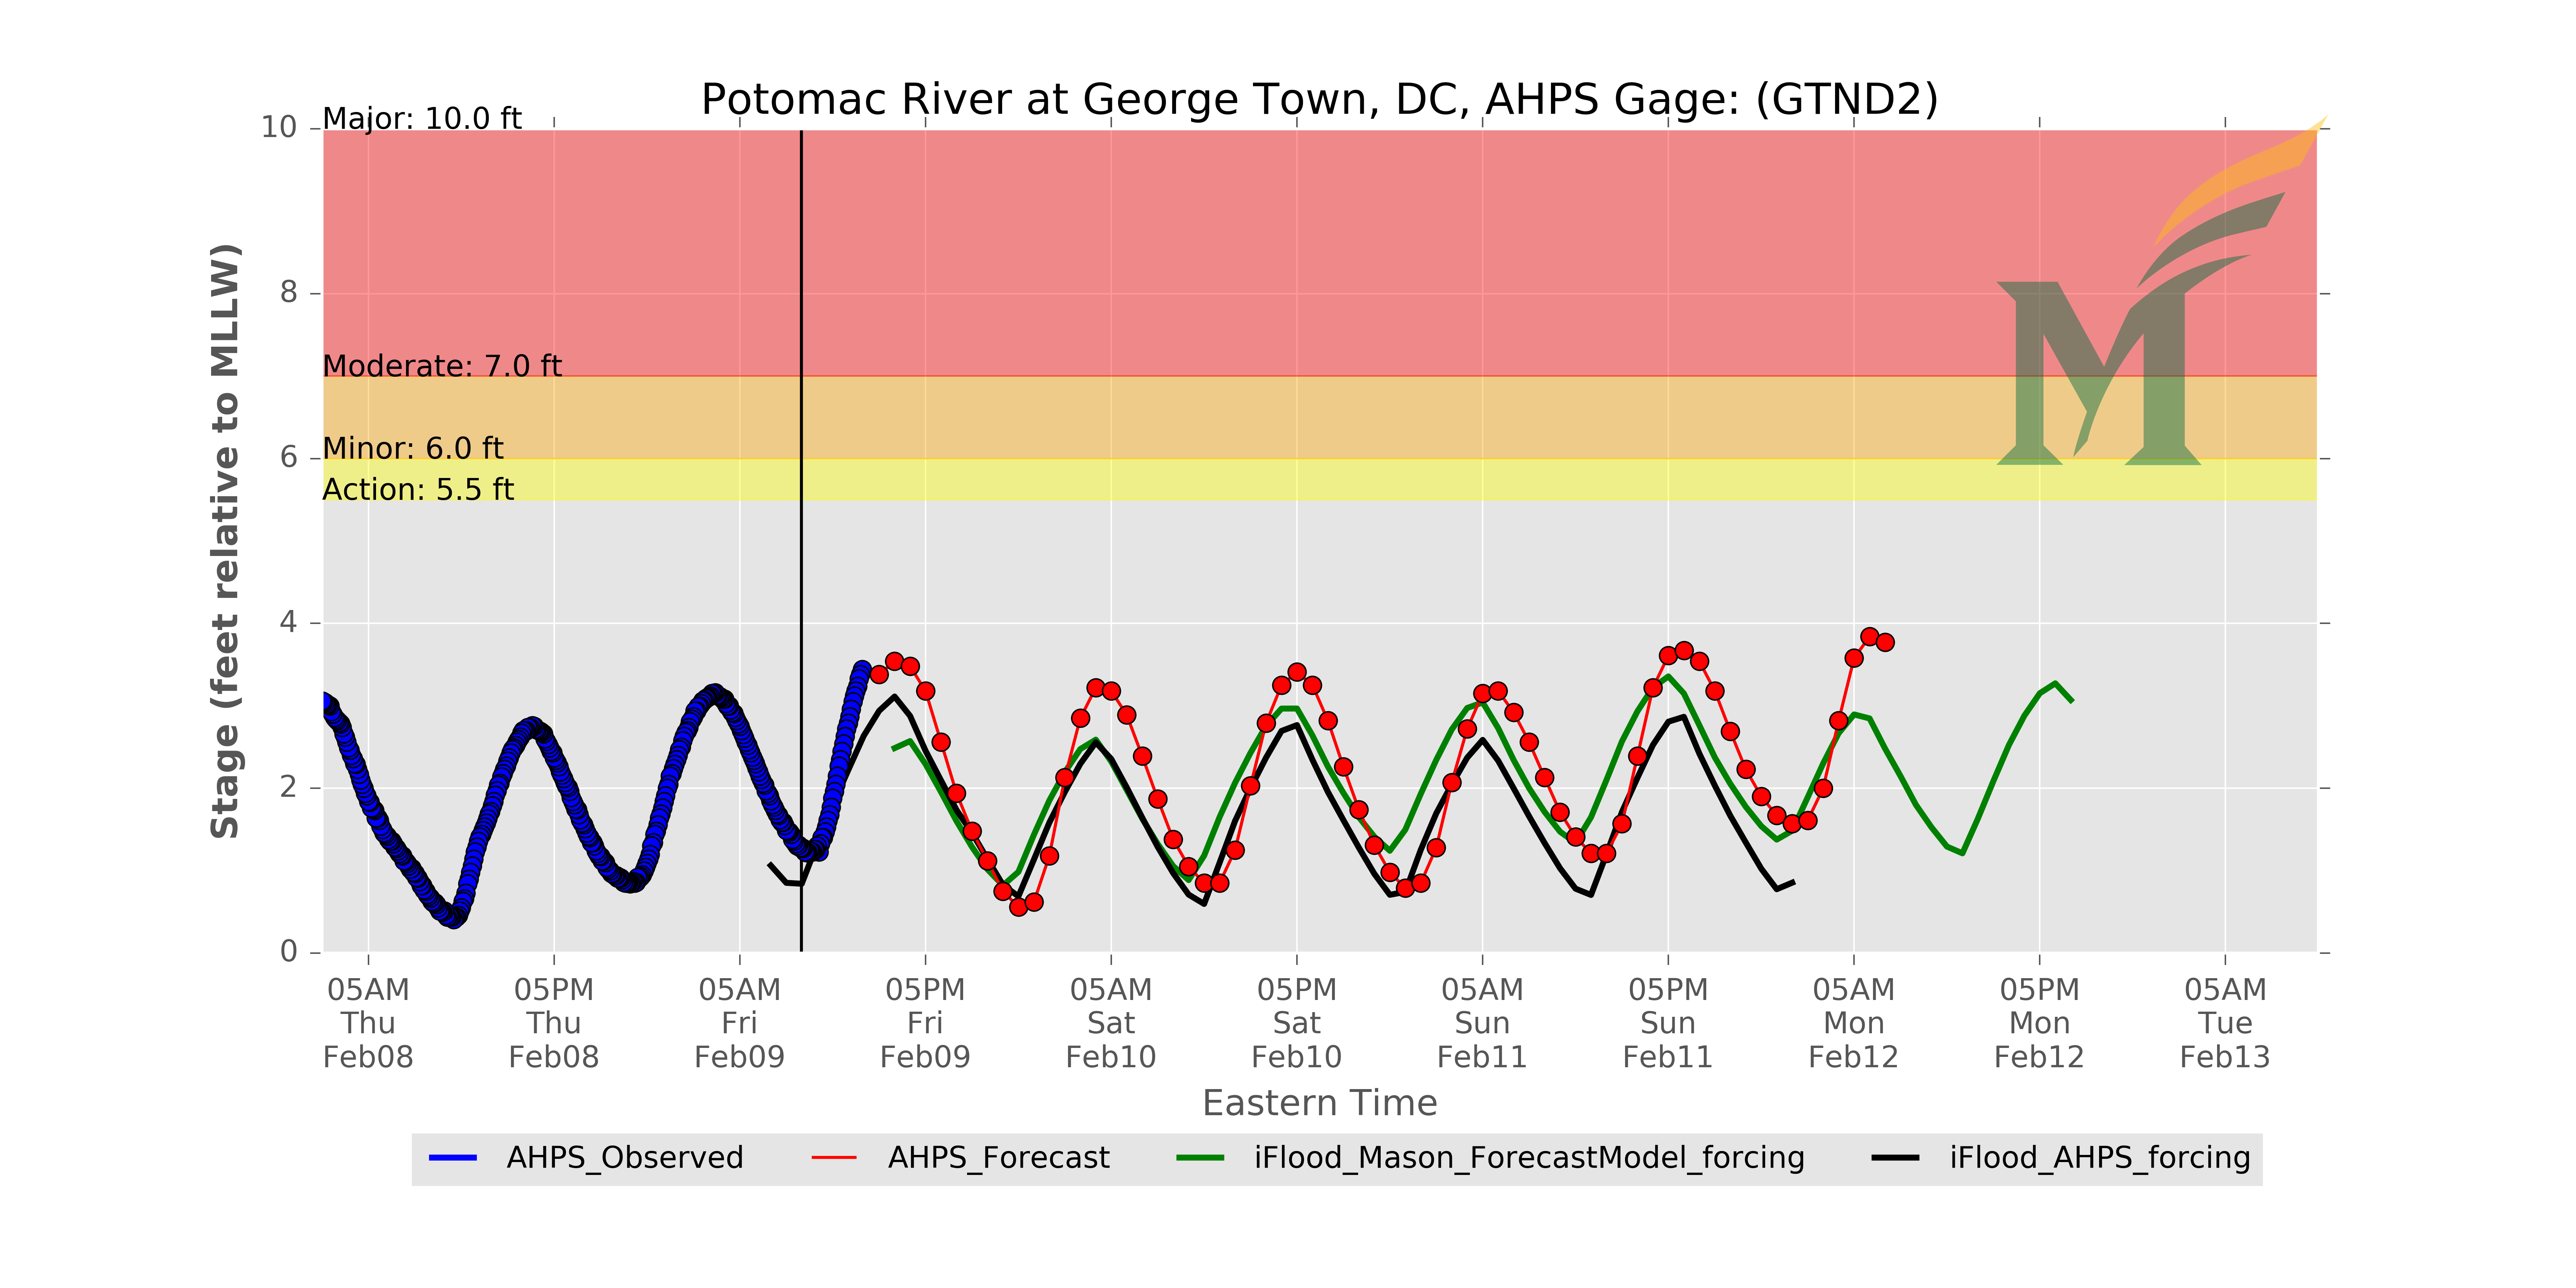 Potomac River at George Town, DC, AHPS Gage: (GTND2)
Major: 10.0 ft
Moderate: 7.0 ft
Minor: 6.0 ft
Action: 5.5 ft
Stage (feet relative to MLLW)
10
8
6
4
2
0
M
05AM 05PM 05AM 05PM 05AM 05PM 05AM 05PM 05AM 05PM 05AM
Thu Thu Fri Fri Sat Sat Sun Sun Mon Mon Tue
Feb08 Feb08 Feb09 Feb09 Feb10 Feb10 Feb11 Feb11 Feb12 Feb12 Feb13
Eastern Time
AHPS_Observed AHPS_Forecast iFlood_Mason_ForecastModel_forcing iFlood_AHPS_forcing